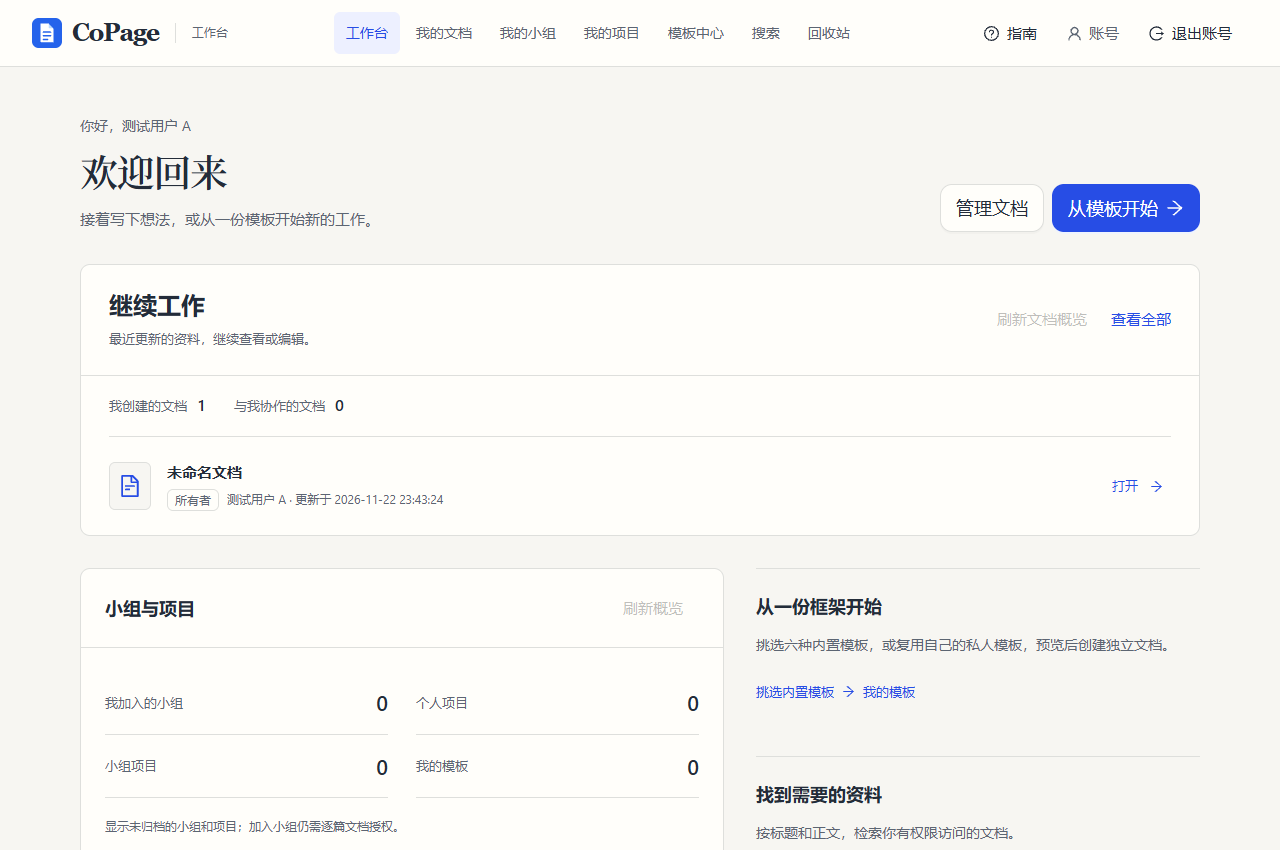 CoPage
工作台
工作台
我的文档
我的小组
我的项目
模板中心
搜索
回收站
指南
账号
退出账号
你好，测试用户 A
欢迎回来
接着写下想法，或从一份模板开始新的工作。
管理文档
从模板开始
继续工作
最近更新的资料，继续查看或编辑。
刷新文档概览
查看全部
我创建的文档 1
与我协作的文档 0
未命名文档
所有者
测试用户 A · 更新于 2026-11-22 23:43:24
打开
小组与项目
刷新概览
我加入的小组 0
个人项目 0
小组项目 0
我的模板 0
显示未归档的小组和项目；加入小组仍需逐篇文档授权。
从一份框架开始
挑选六种内置模板，或复用自己的私人模板，预览后创建独立文档。
挑选内置模板
我的模板
找到需要的资料
按标题和正文，检索你有权限访问的文档。